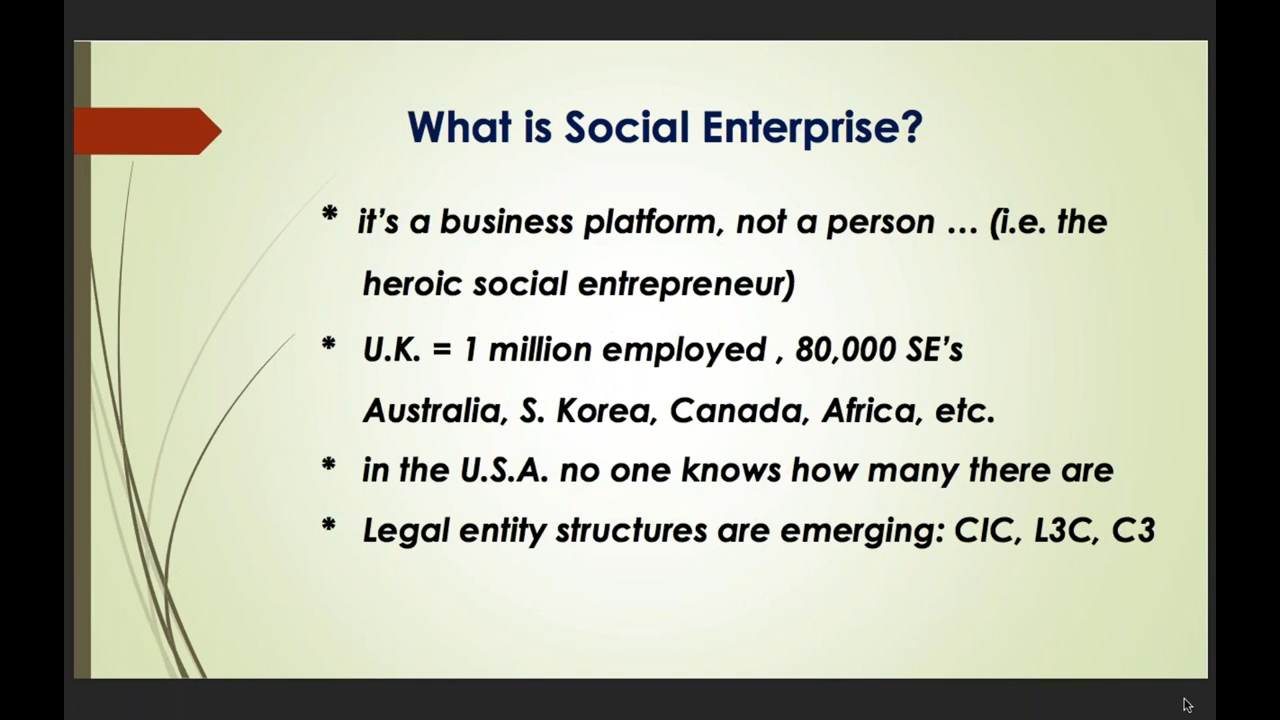 What is Social Enterprise?
* it's a business platform, not a person ... (i.e. the
heroic social entrepreneur)
* U.K. = 1 million employed , 80,000 SE's
Australia, S. Korea, Canada, Africa, etc.
* in the U.S.A. no one knows how many there are
* Legal entity structures are emerging: CIC, L3C, C3